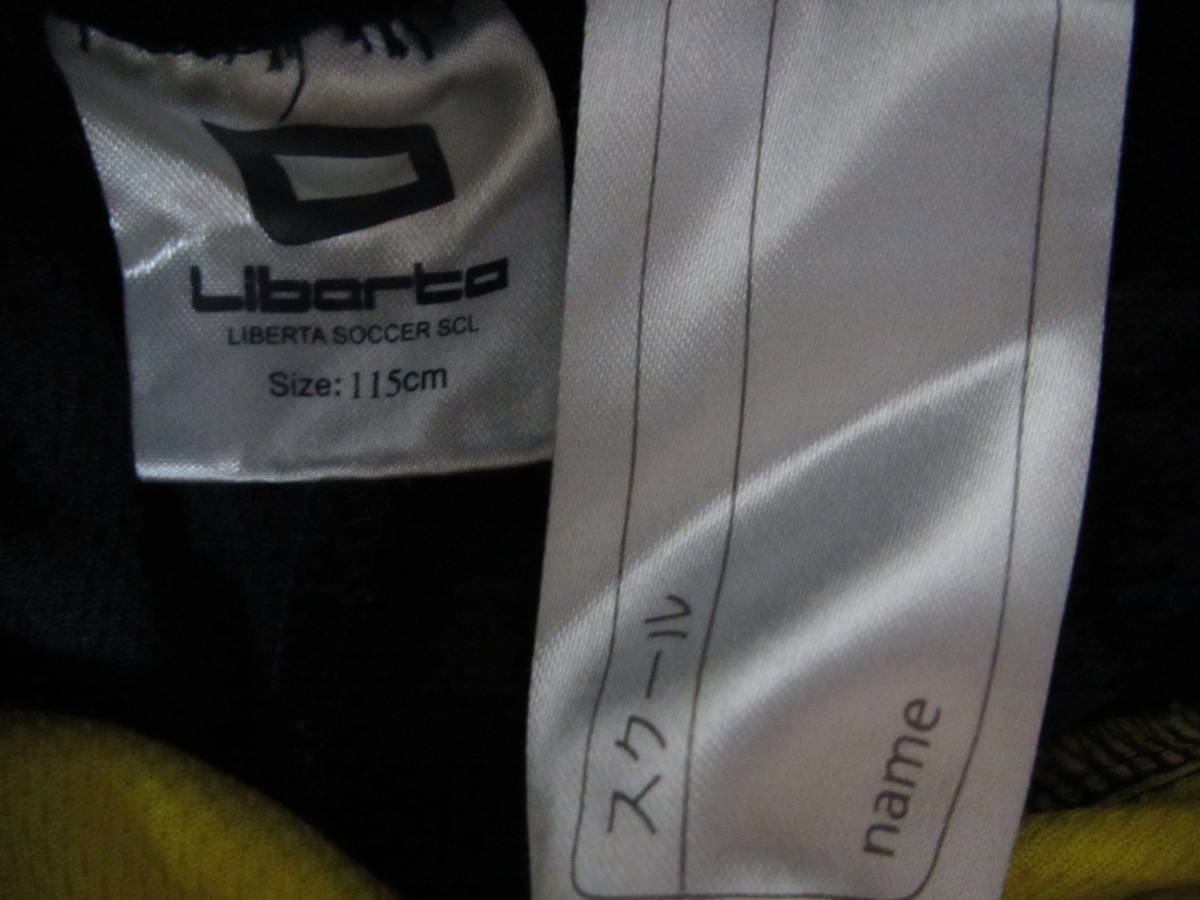 Liberta
LIBERTA SOCCER SCL
Size: 115cm
スクール
name